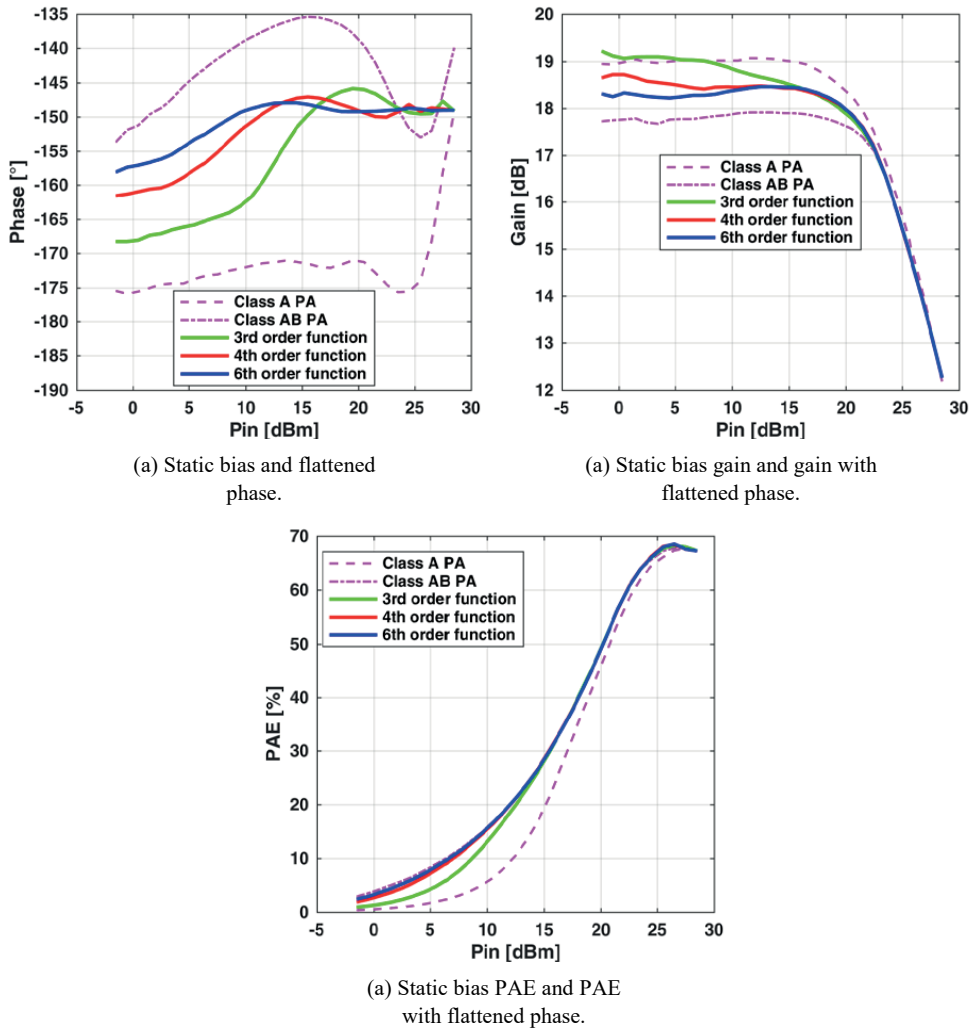 -135
-140
-145
-150
-155
-160
-165
-170
-175
-180
-185
-190
Phase [°]
Class A PA
Class AB PA
3rd order function
4th order function
6th order function
-5 0 5 10 15 20 25 30
Pin [dBm]
(a) Static bias and flattened
phase.
20
19
18
17
16
15
14
13
12
Gain [dB]
Class A PA
Class AB PA
3rd order function
4th order function
6th order function
-5 0 5 10 15 20 25 30
Pin [dBm]
(a) Static bias gain and gain with
flattened phase.
70
60
50
40
30
20
10
0
PAE [%]
Class A PA
Class AB PA
3rd order function
4th order function
6th order function
-5 0 5 10 15 20 25 30
Pin [dBm]
(a) Static bias PAE and PAE
with flattened phase.